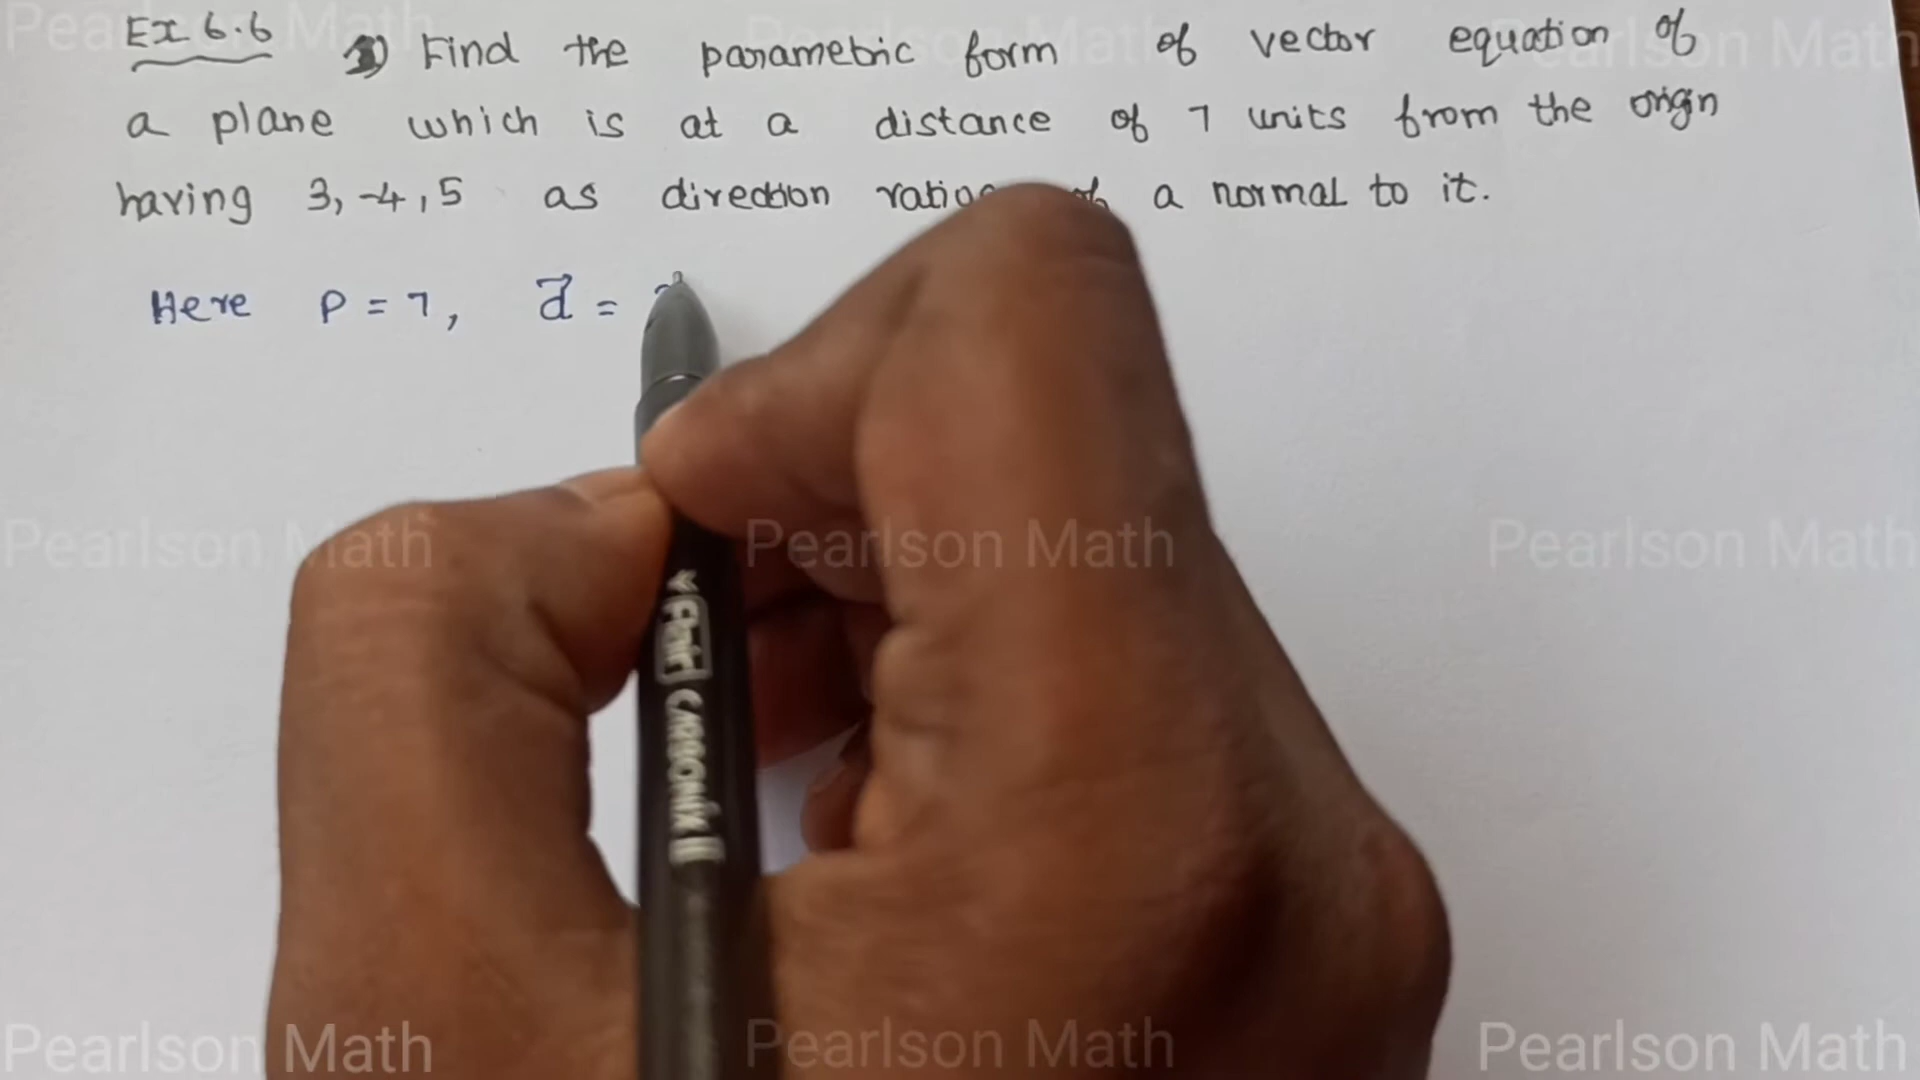 Ex 6.6 1) Find the parametric form of vector equation of
a plane which is at a distance of 7 units from the origin
having 3, -4, 5 as direction of a normal to it.
Here P = 7, d⃗ =
Pearlson Math Pearlson Math Pearlson Math
Flair CARBONIX
Pearlson Math Pearlson Math Pearlson Math